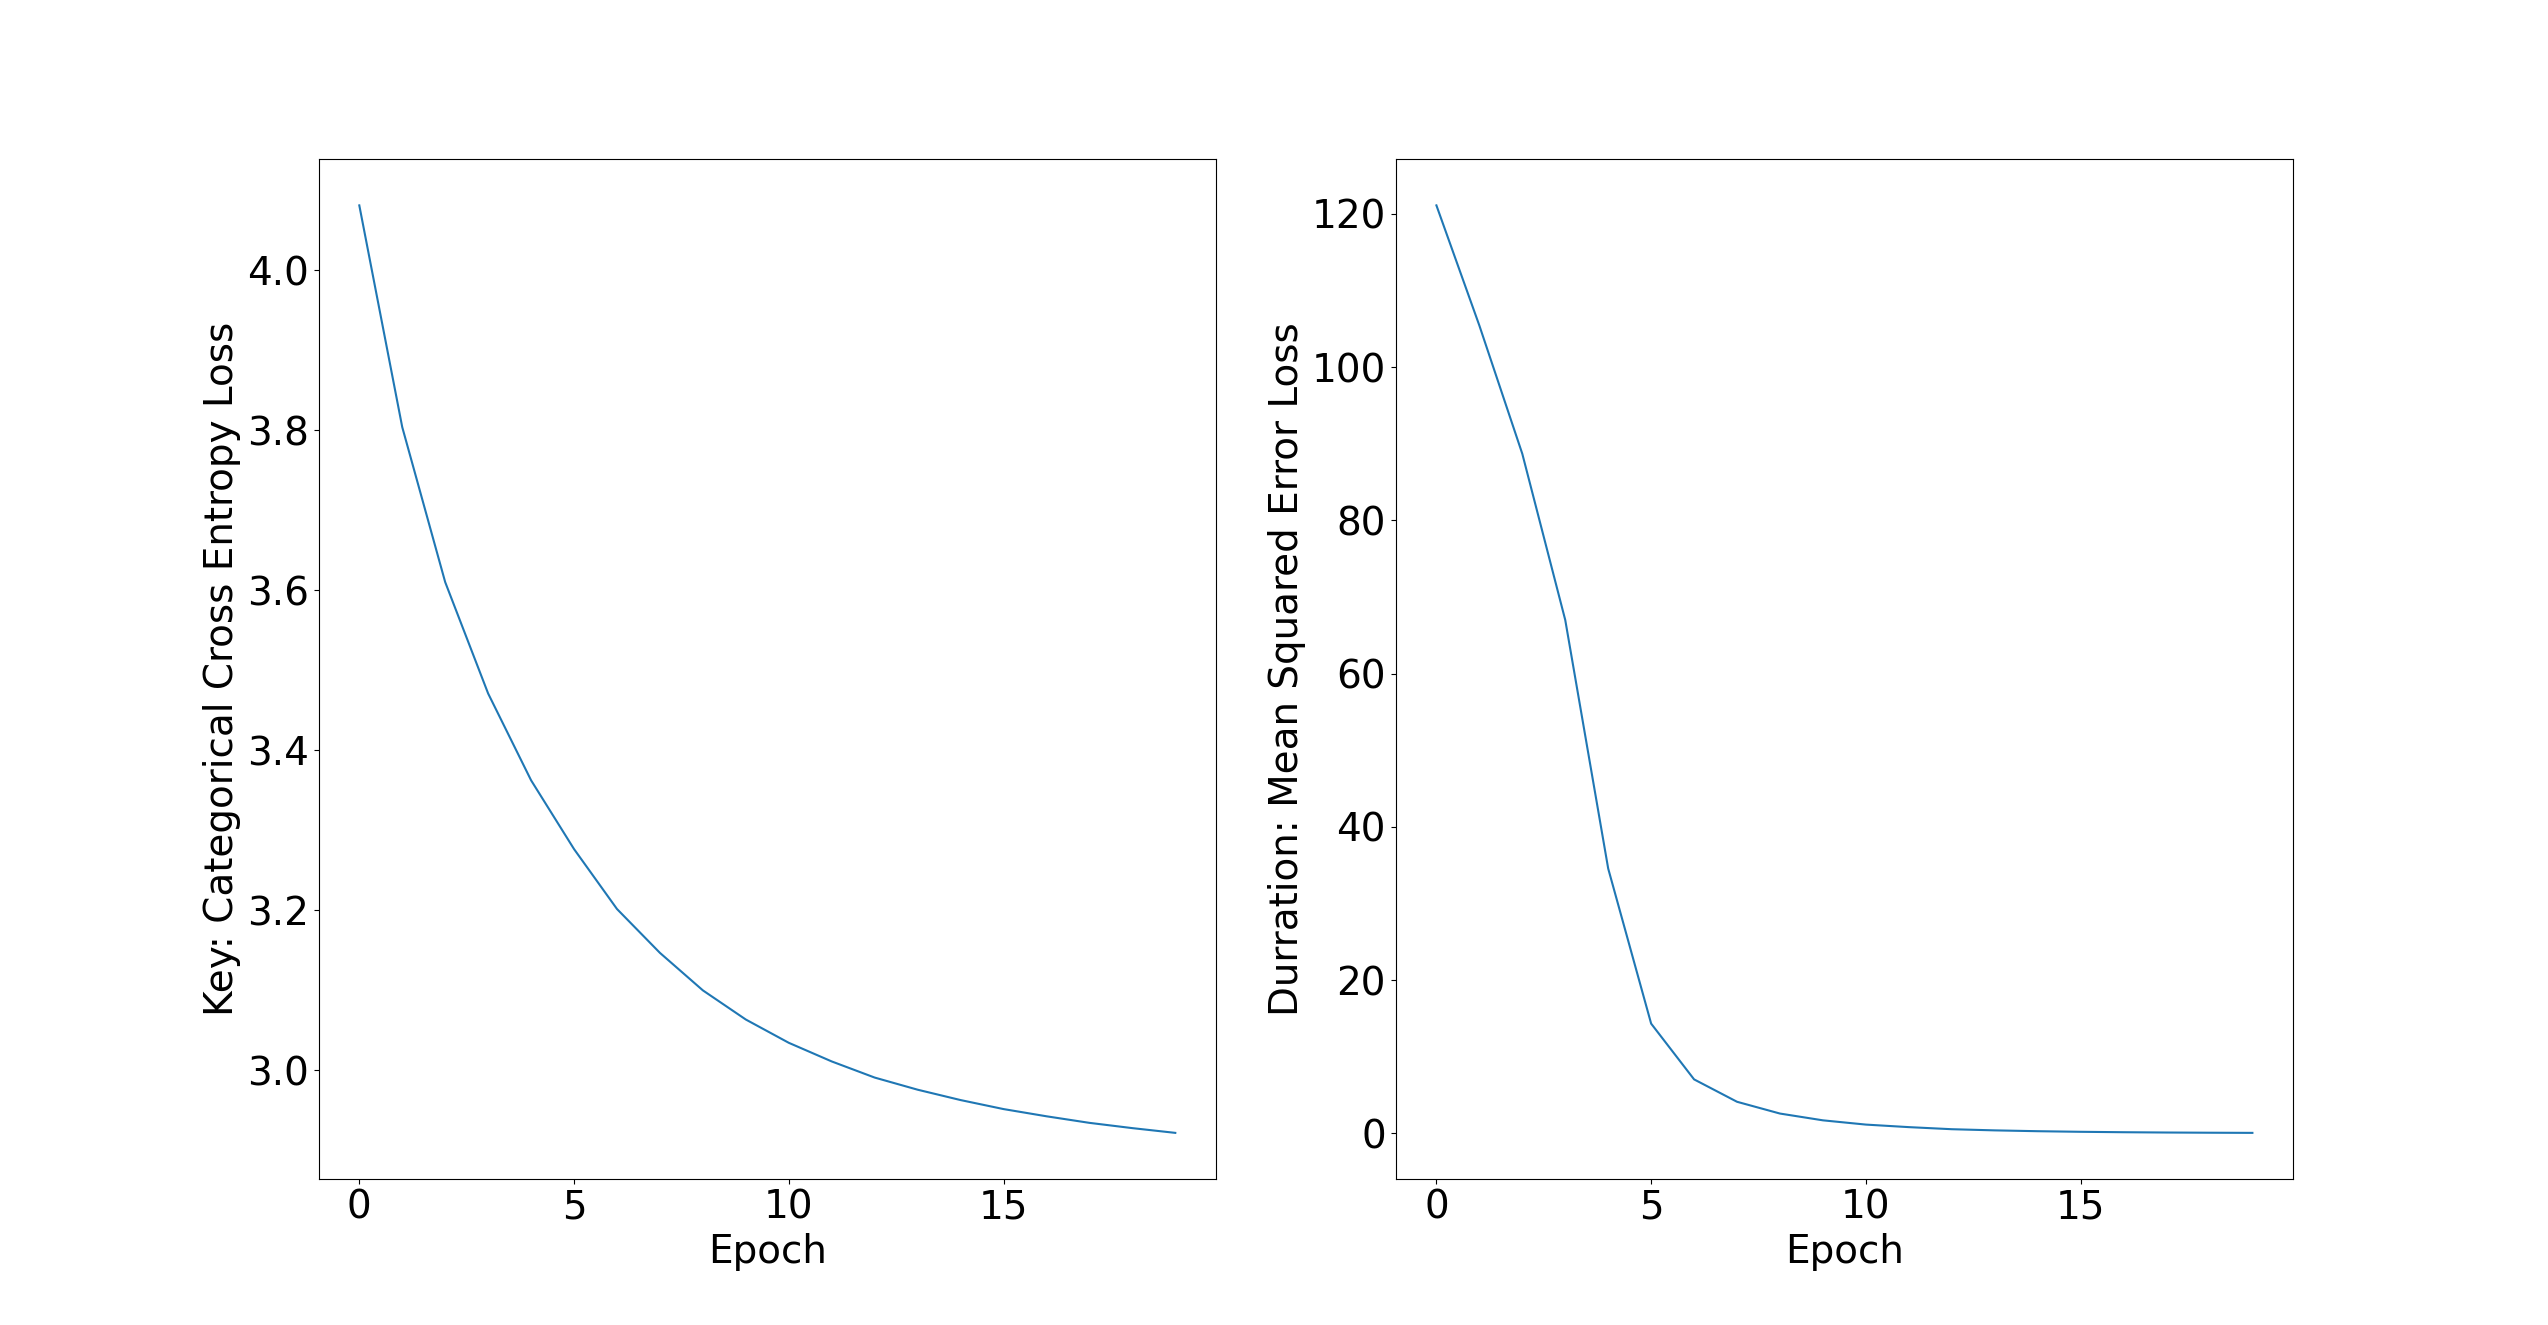 Key: Categorical Cross Entropy Loss
4.0
3.8
3.6
3.4
3.2
3.0
0 5 10 15
Epoch
Durration: Mean Squared Error Loss
120
100
80
60
40
20
0
0 5 10 15
Epoch